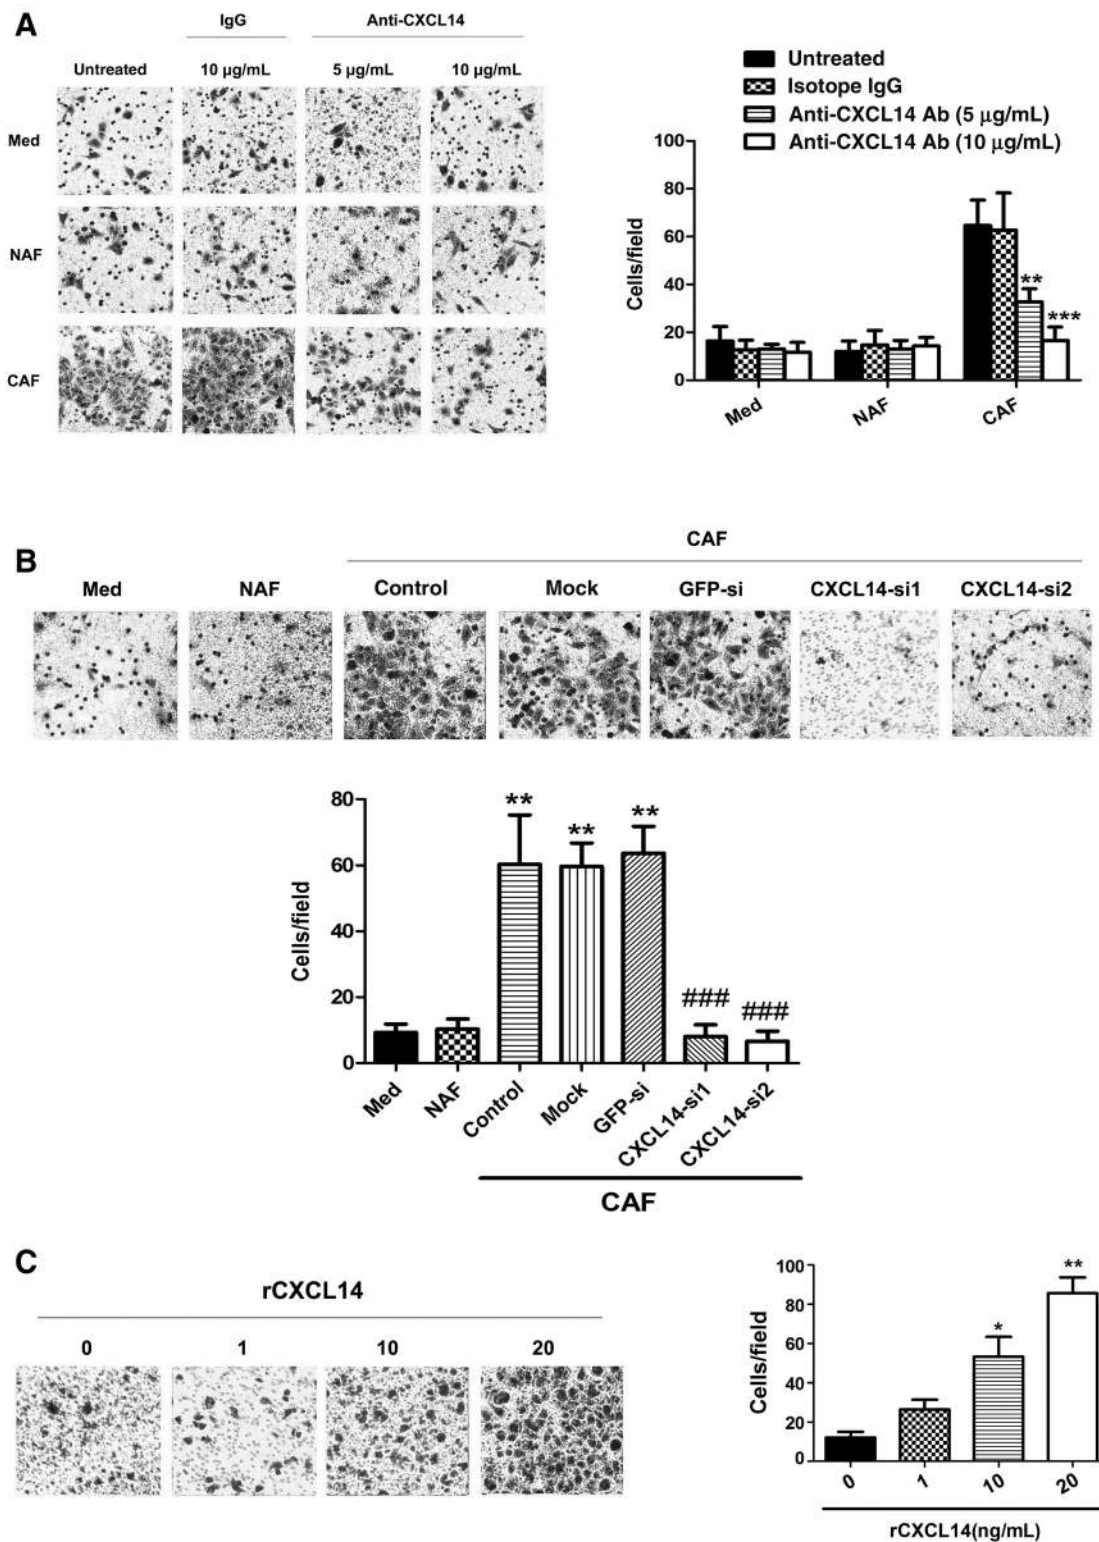 A
IgG
Anti-CXCL14
Untreated
10 µg/mL
5 µg/mL
10 µg/mL
Med
NAF
CAF
Untreated
Isotope IgG
Anti-CXCL14 Ab (5 µg/mL)
Anti-CXCL14 Ab (10 µg/mL)
Cells/field
100
80
60
40
20
0
**
***
Med
NAF
CAF
B
CAF
Med
NAF
Control
Mock
GFP-si
CXCL14-si1
CXCL14-si2
Cells/field
80
60
40
20
0
**
**
**
###
###
Med
NAF
Control
Mock
GFP-si
CXCL14-si1
CXCL14-si2
CAF
C
rCXCL14
0
1
10
20
Cells/field
100
80
60
40
20
0
*
**
0
1
10
20
rCXCL14(ng/mL)